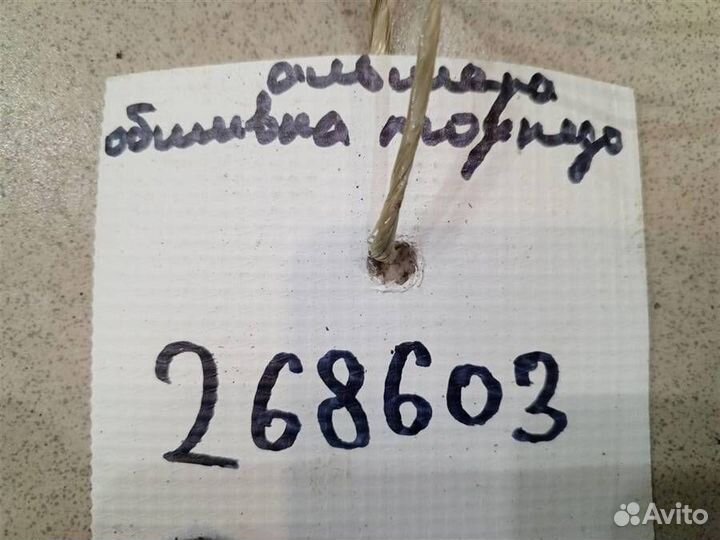 альмера
обшивка торпедо
268603
Avito